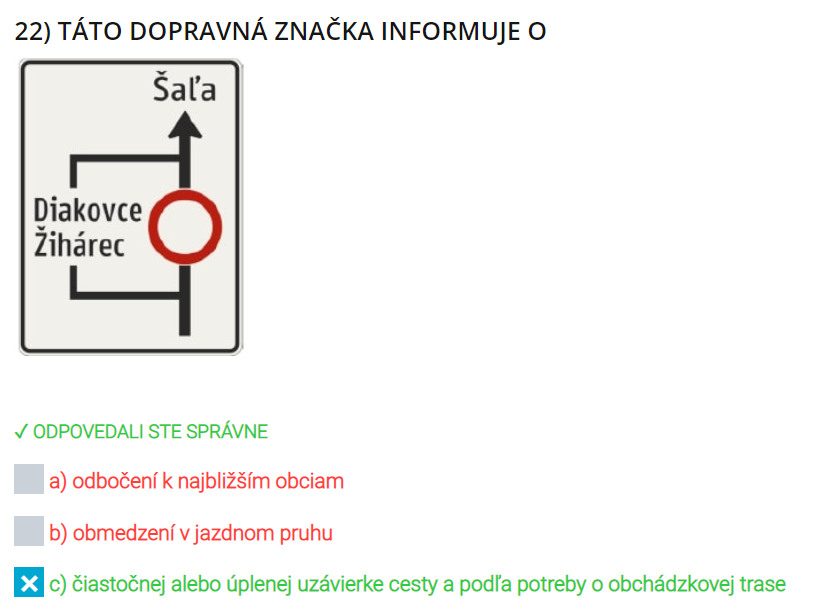 22) TÁTO DOPRAVNÁ ZNAČKA INFORMUJE O
Šaľa
Diakovce
Žihárec
✓ ODPOVEDALI STE SPRÁVNE
a) odbočení k najbližším obciam
b) obmedzení v jazdnom pruhu
c) čiastočnej alebo úplenej uzávierke cesty a podľa potreby o obchádzkovej trase